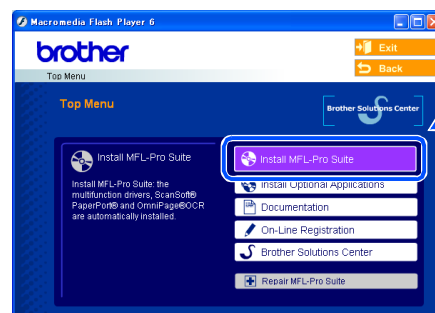 Macromedia Flash Player 6
brother
Exit
Back
Top Menu
Top Menu
Brother Solutions Center
Install MFL-Pro Suite
Install MFL-Pro Suite: the
multifunction drivers, ScanSoft®
PaperPort® and OmniPage®OCR
are automatically installed.
Install MFL-Pro Suite
Install Optional Applications
Documentation
On-Line Registration
Brother Solutions Center
Repair MFL-Pro Suite